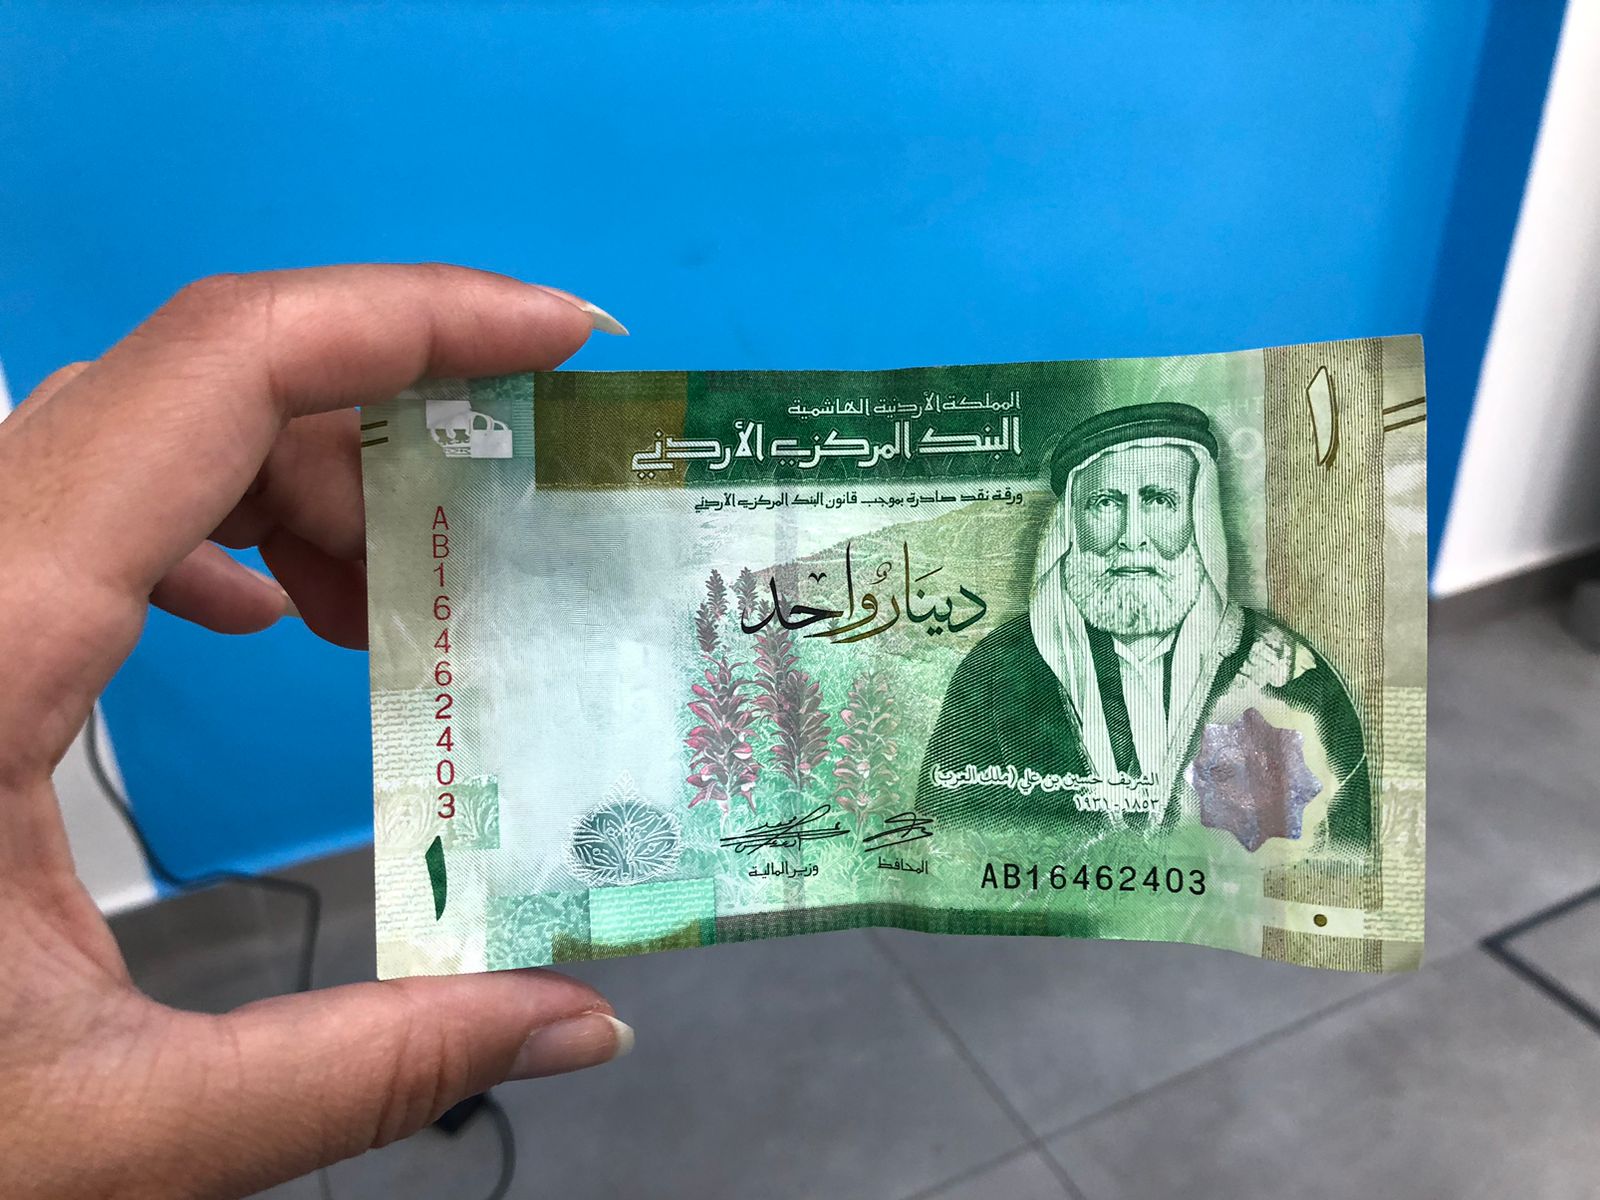 المملكة الأردنية الهاشمية
البنك المركزي الأردني
ورقة نقد صادرة بموجب قانون البنك المركزي الأردني
١
دينار واحد
AB16462403
الشريف حسين بن علي (ملك العرب)
١٨٥٣ - ١٩٣١
المحافظ
وزير المالية
AB16462403
١